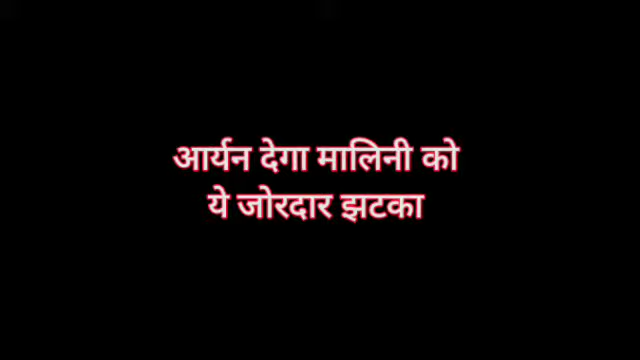 आर्यन देगा मालिनी को
ये जोरदार झटका